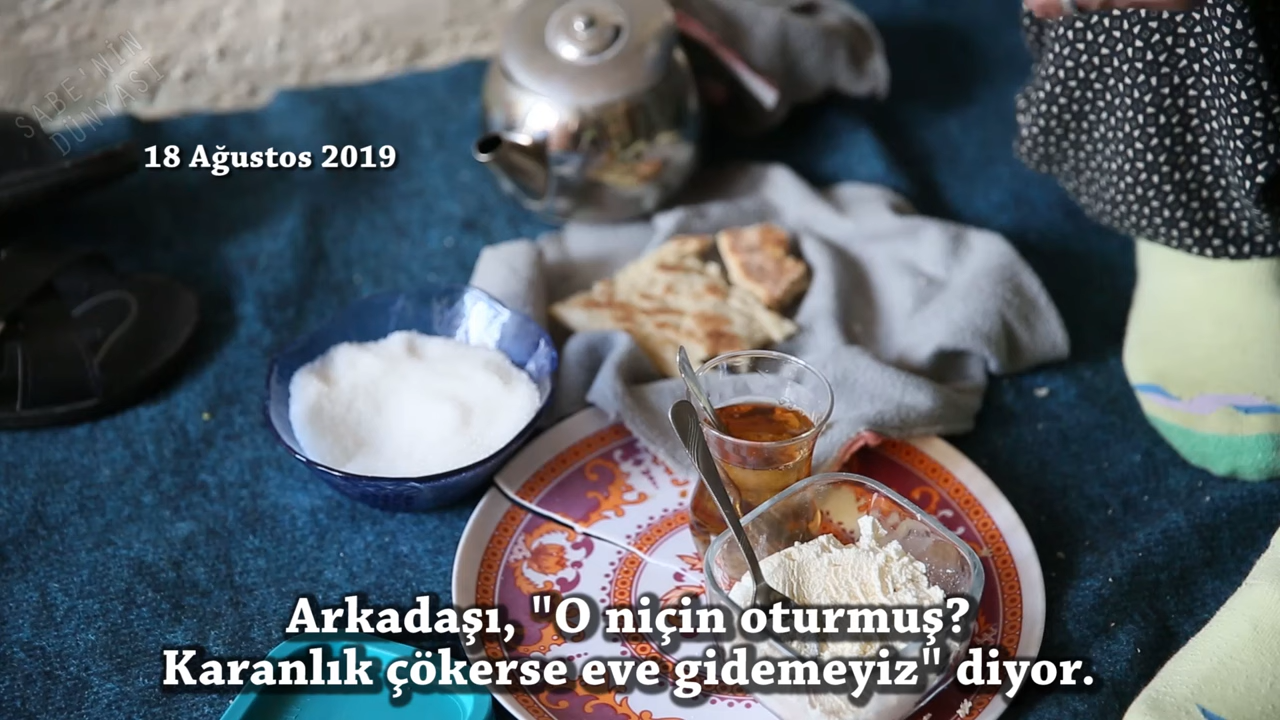 SABE'NİN
DÜNYASI
18 Ağustos 2019
Arkadaşı, "O niçin oturmuş?
Karanlık çökerse eve gidemeyiz" diyor.